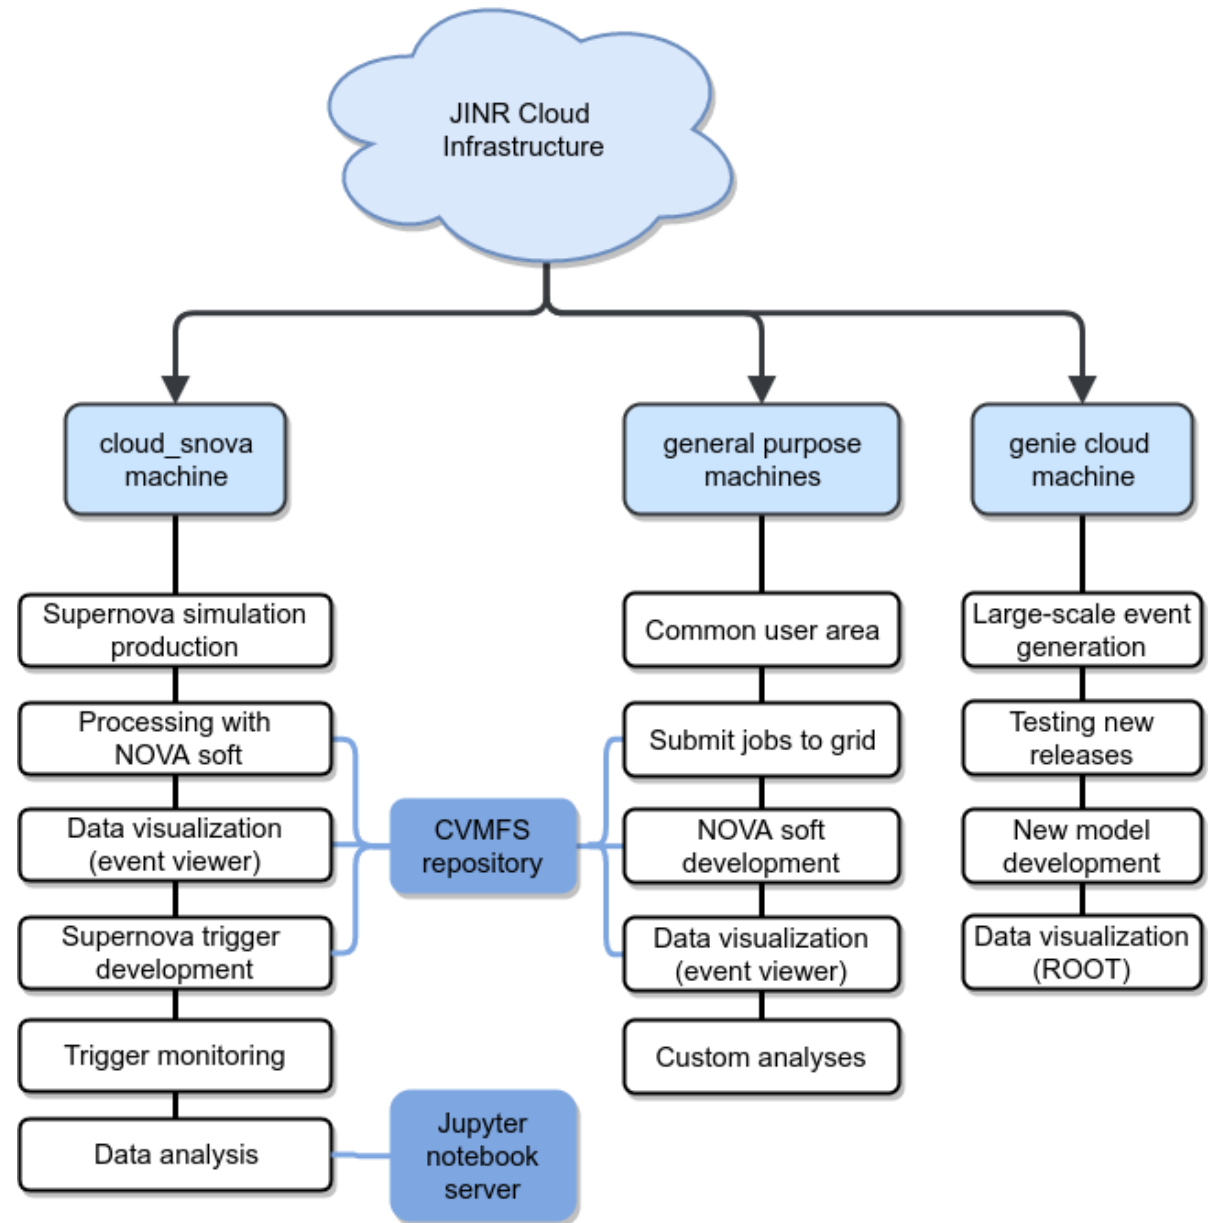 JINR Cloud
Infrastructure
cloud_snova
machine
general purpose
machines
genie cloud
machine
Supernova simulation
production
Processing with
NOVA soft
Data visualization
(event viewer)
Supernova trigger
development
Trigger monitoring
Data analysis
CVMFS
repository
Jupyter
notebook
server
Common user area
Submit jobs to grid
NOVA soft
development
Data visualization
(event viewer)
Custom analyses
Large-scale event
generation
Testing new
releases
New model
development
Data visualization
(ROOT)